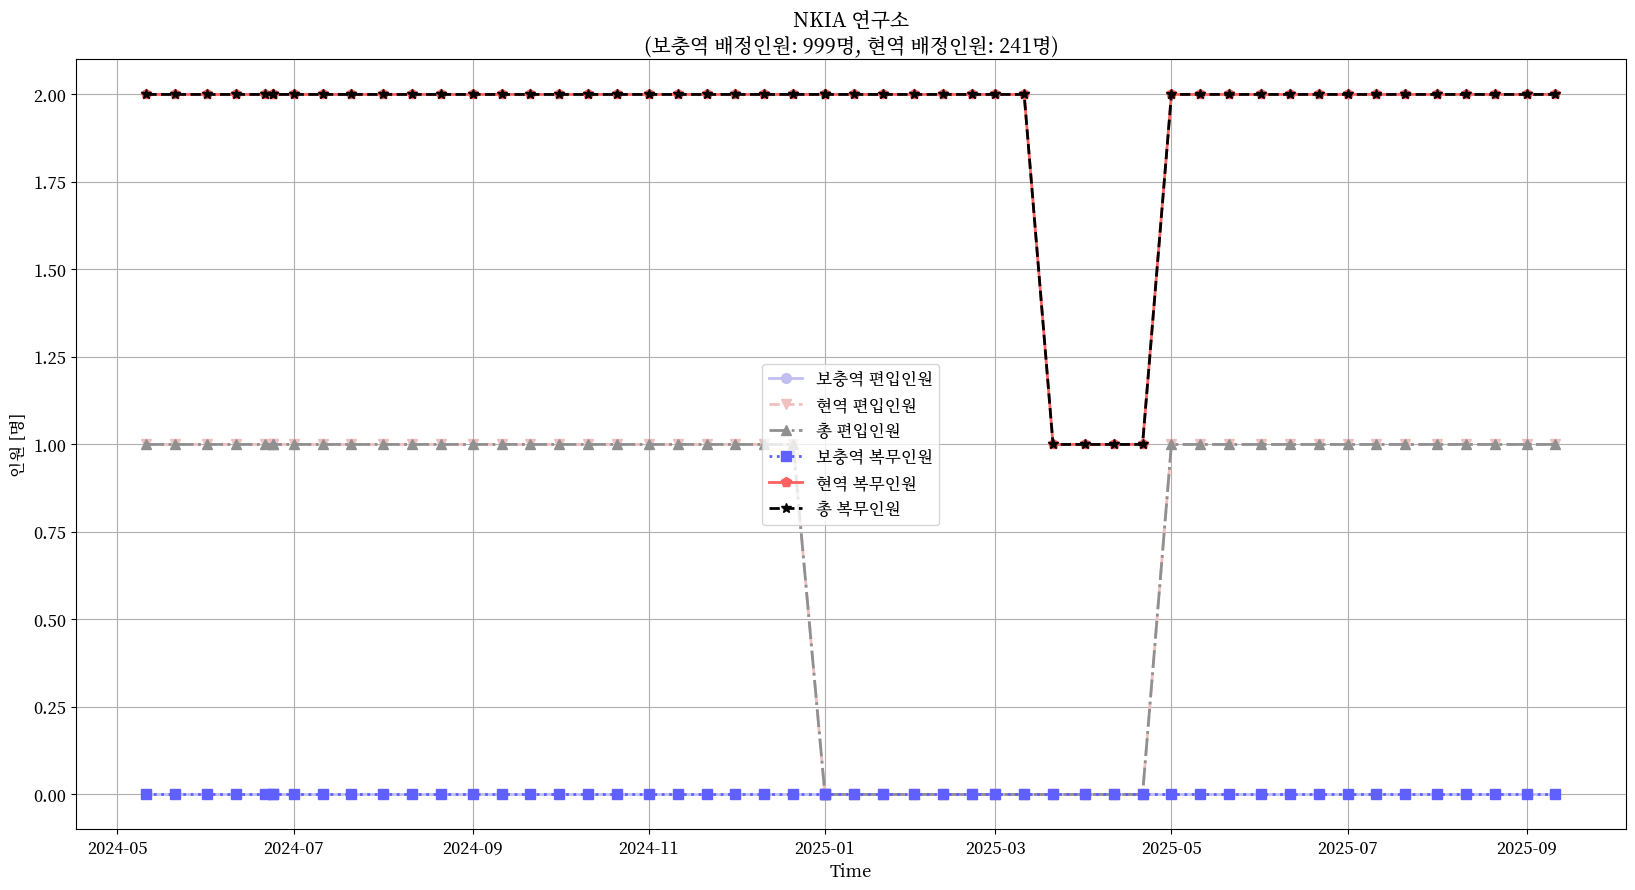 NKIA 연구소
(보충역 배정인원: 999명, 현역 배정인원: 241명)
인원 [명]
2.00
1.75
1.50
1.25
1.00
0.75
0.50
0.25
0.00
보충역 편입인원
현역 편입인원
총 편입인원
보충역 복무인원
현역 복무인원
총 복무인원
2024-05
2024-07
2024-09
2024-11
2025-01
2025-03
2025-05
2025-07
2025-09
Time